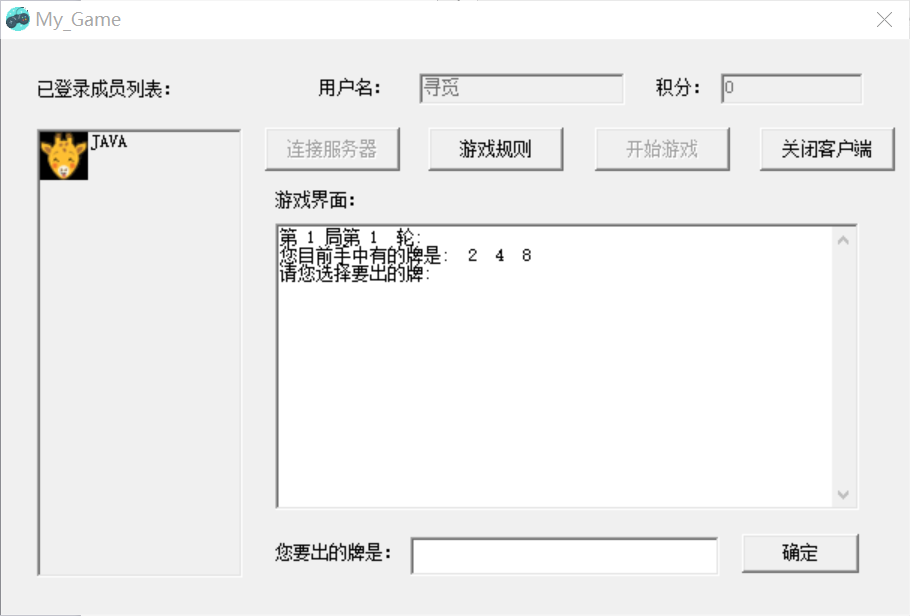 My_Game
已登录成员列表:
用户名:
寻觅
积分:
0
JAVA
连接服务器
游戏规则
开始游戏
关闭客户端
游戏界面:
第 1 局第 1 轮:
您目前手中有的牌是: 2 4 8
请您选择要出的牌:
您要出的牌是:
确定